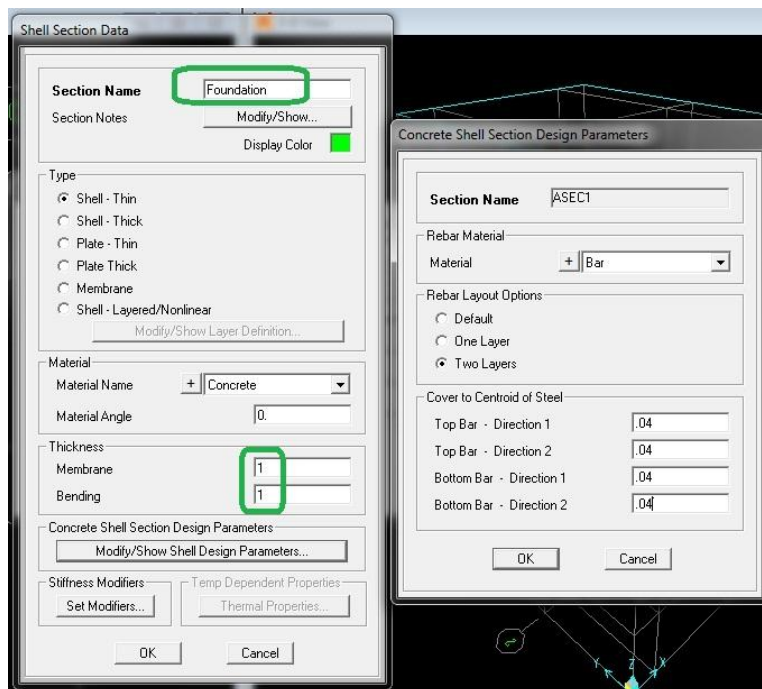 Shell Section Data
Section Name Foundation
Section Notes Modify/Show...
Display Color
Type
Shell - Thin
Shell - Thick
Plate - Thin
Plate Thick
Membrane
Shell - Layered/Nonlinear
Modify/Show Layer Definition...
Material
Material Name + Concrete
Material Angle 0.
Thickness
Membrane 1
Bending 1
Concrete Shell Section Design Parameters
Modify/Show Shell Design Parameters...
Stiffness Modifiers Temp Dependent Properties
Set Modifiers... Thermal Properties...
OK Cancel
Concrete Shell Section Design Parameters
Section Name ASEC1
Rebar Material
Material + Bar
Rebar Layout Options
Default
One Layer
Two Layers
Cover to Centroid of Steel
Top Bar - Direction 1 .04
Top Bar - Direction 2 .04
Bottom Bar - Direction 1 .04
Bottom Bar - Direction 2 .04
OK Cancel
Y Z X